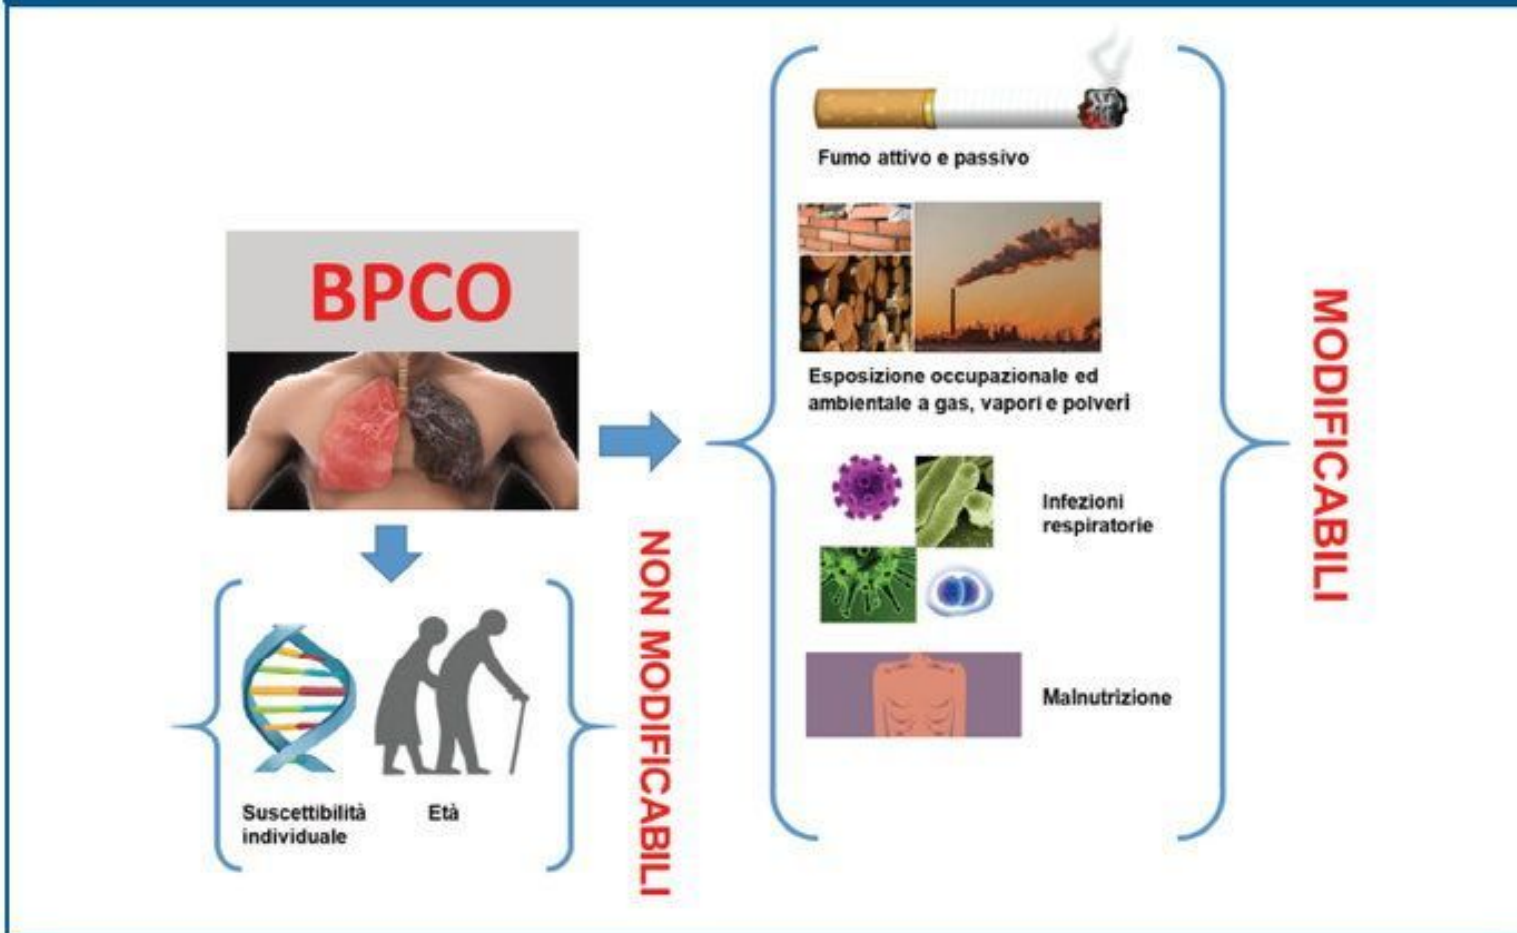 BPCO
Fumo attivo e passivo
Esposizione occupazionale ed
ambientale a gas, vapori e polveri
Infezioni
respiratorie
Malnutrizione
MODIFICABILI
Suscettibilità
individuale
Età
NON MODIFICABILI